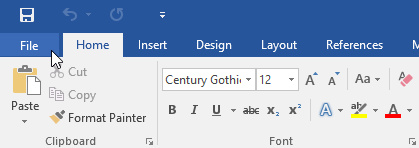 File Home Insert Design Layout References M
Cut Century Gothic 12 A A Aa A
Copy
Paste Format Painter B I U abc x₂ x² A ab A
Clipboard Font